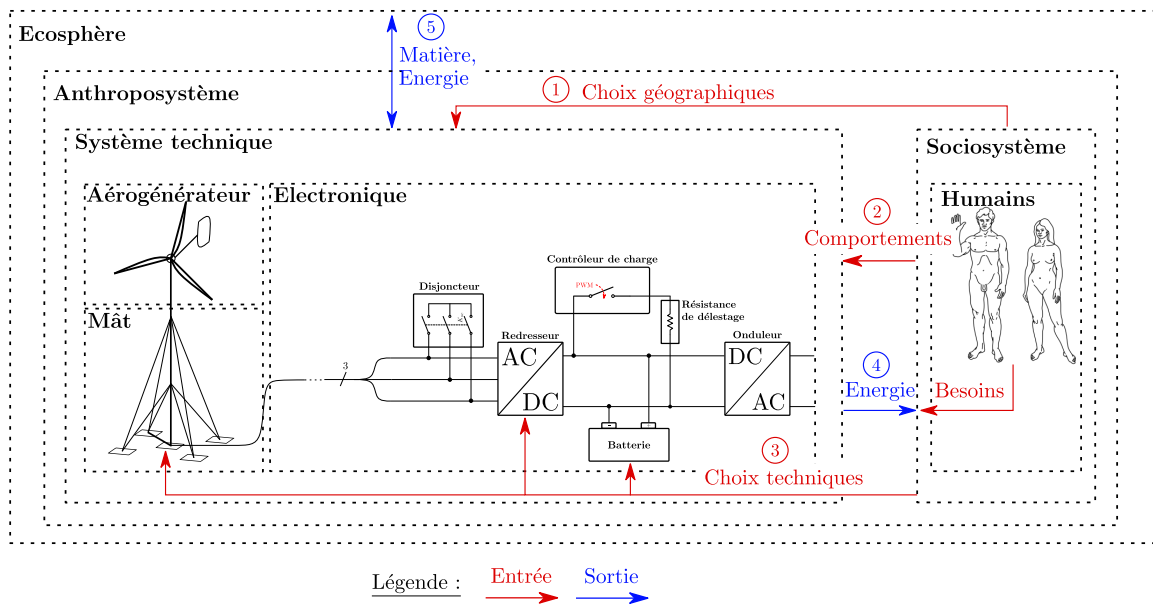 Ecosphère
5
Matière,
Energie
Anthroposystème
1
Choix géographiques
Système technique
Sociosystème
Aérogénérateur
Electronique
Humains
2
Comportements
Contrôleur de charge
PWM
Disjoncteur
Résistance
de délestage
Mât
Redresseur
Onduleur
AC
DC
DC
AC
3
4
Energie
Besoins
Batterie
3
Choix techniques
Légende :
Entrée
Sortie